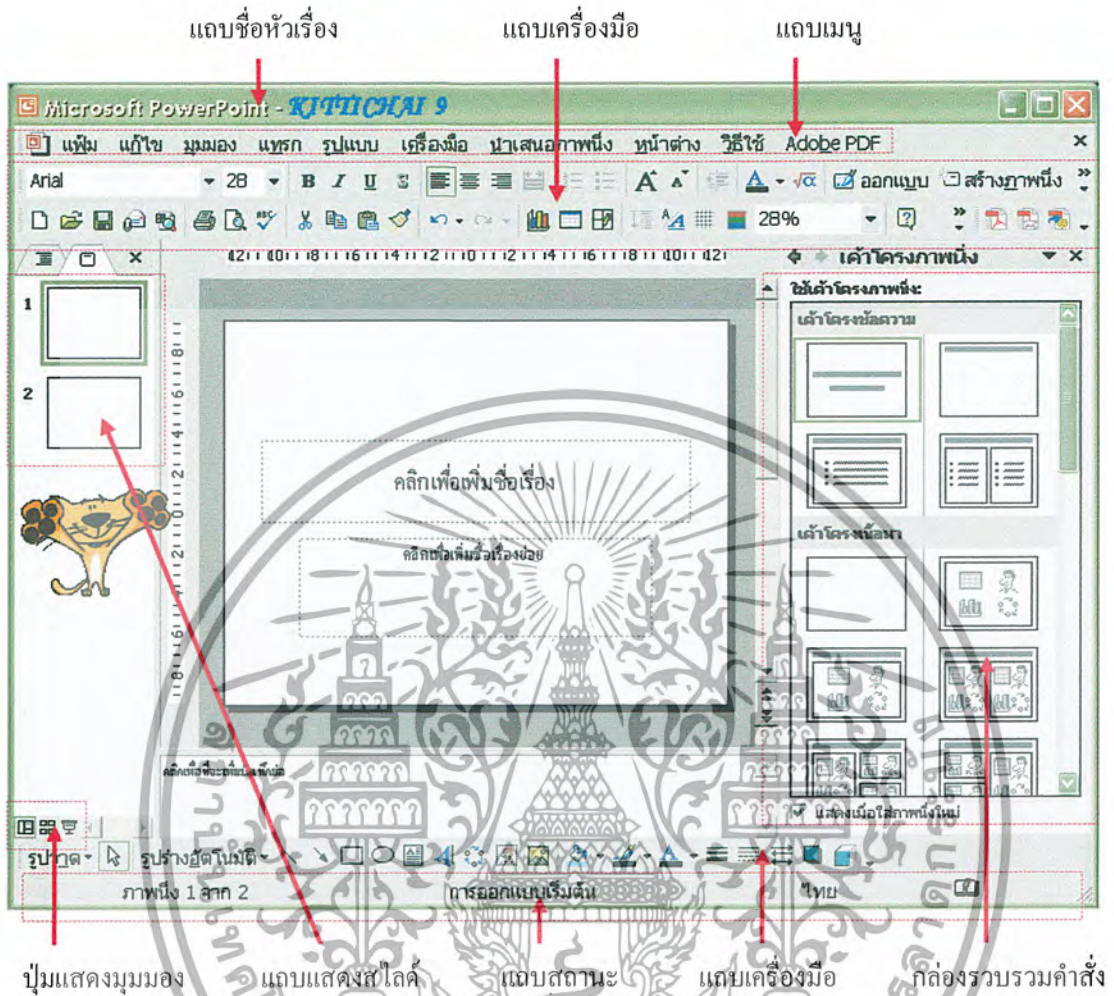 แถบชื่อหัวเรื่อง แถบเครื่องมือ แถบเมนู
Microsoft PowerPoint - KITTICHAI 9
แฟ้ม แก้ไข มุมมอง แทรก รูปแบบ เครื่องมือ นำเสนอภาพนิ่ง หน้าต่าง วิธีใช้ Adobe PDF
Arial 28 B I U S ออกแบบ สร้างภาพนิ่ง
28%
เค้าโครงภาพนิ่ง
ใช้เค้าโครงภาพนิ่ง:
เค้าโครงข้อความ
1
2
คลิกเพื่อเพิ่มชื่อเรื่อง
คลิกเพื่อเพิ่มชื่อเรื่องย่อย
เค้าโครงเนื้อหา
แสดงเมื่อใส่ภาพนิ่งใหม่
รูปวาด รูปร่างอัตโนมัติ
ภาพนิ่ง 1 จาก 2 การออกแบบเริ่มต้น ไทย
ปุ่มแสดงมุมมอง แถบแสดงสไลด์ แถบสถานะ แถบเครื่องมือ กล่องรวบรวมคำสั่ง